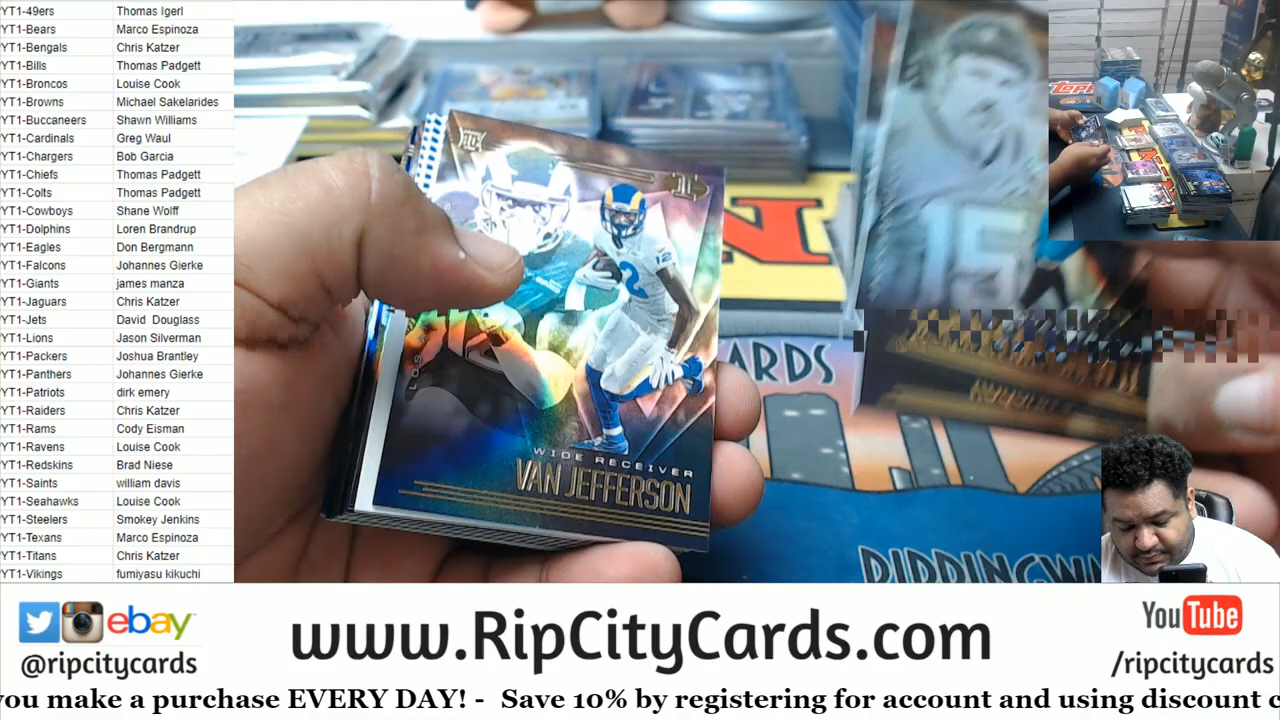 YT1-49ers Thomas Igerl
YT1-Bears Marco Espinoza
YT1-Bengals Chris Katzer
YT1-Bills Thomas Padgett
YT1-Broncos Louise Cook
YT1-Browns Michael Sakelarides
YT1-Buccaneers Shawn Williams
YT1-Cardinals Greg Waul
YT1-Chargers Bob Garcia
YT1-Chiefs Thomas Padgett
YT1-Colts Thomas Padgett
YT1-Cowboys Shane Wolff
YT1-Dolphins Loren Brandrup
YT1-Eagles Don Bergmann
YT1-Falcons Johannes Gierke
YT1-Giants james manza
YT1-Jaguars Chris Katzer
YT1-Jets David Douglass
YT1-Lions Jason Silverman
YT1-Packers Joshua Brantley
YT1-Panthers Johannes Gierke
YT1-Patriots dirk emery
YT1-Raiders Chris Katzer
YT1-Rams Cody Eisman
YT1-Ravens Louise Cook
YT1-Redskins Brad Niese
YT1-Saints william davis
YT1-Seahawks Louise Cook
YT1-Steelers Smokey Jenkins
YT1-Texans Marco Espinoza
YT1-Titans Chris Katzer
YT1-Vikings fumiyasu kikuchi
LOS A
12
2
WIDE RECEIVER
VAN JEFFERSON
15
N
ARDS
RIPPINGW
Topps
ebay
@ripcitycards
www.RipCityCards.com
YouTube
/ripcitycards
you make a purchase EVERY DAY! - Save 10% by registering for account and using discount c